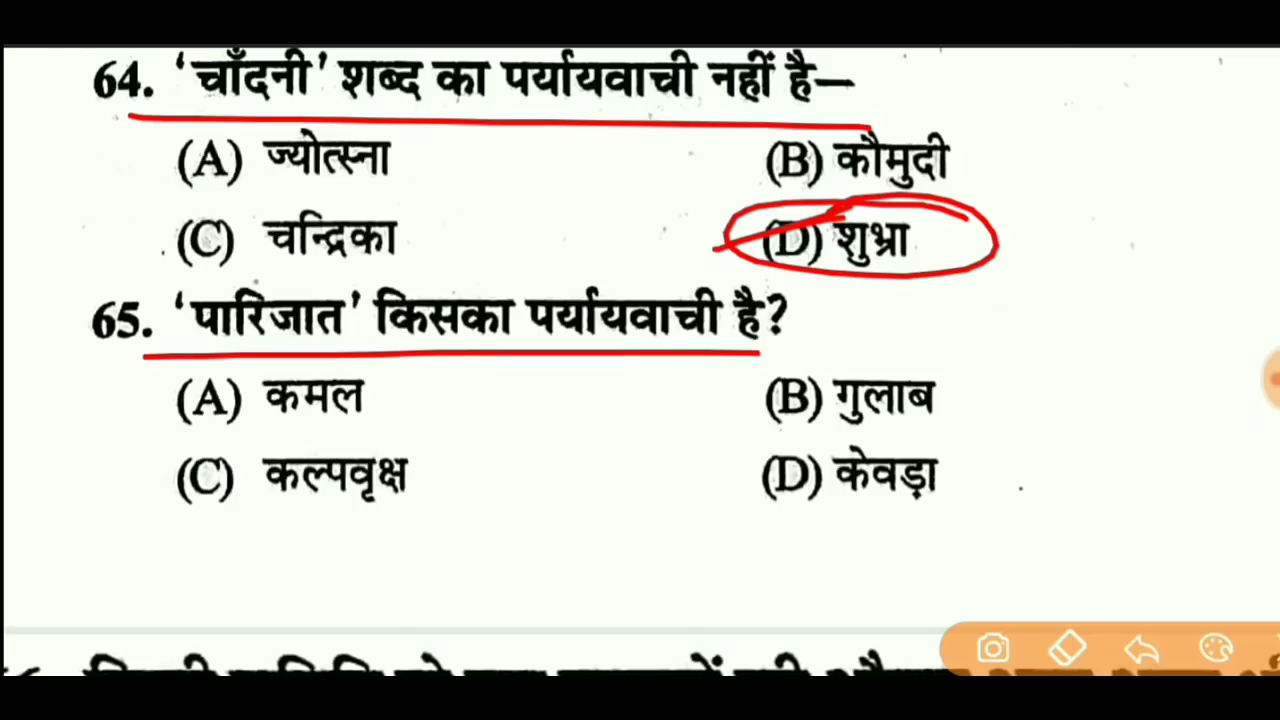 64. ‘चाँदनी’ शब्द का पर्यायवाची नहीं है—
(A) ज्योत्स्ना (B) कौमुदी
(C) चन्द्रिका (D) शुभ्रा
65. ‘पारिजात’ किसका पर्यायवाची है?
(A) कमल (B) गुलाब
(C) कल्पवृक्ष (D) केवड़ा